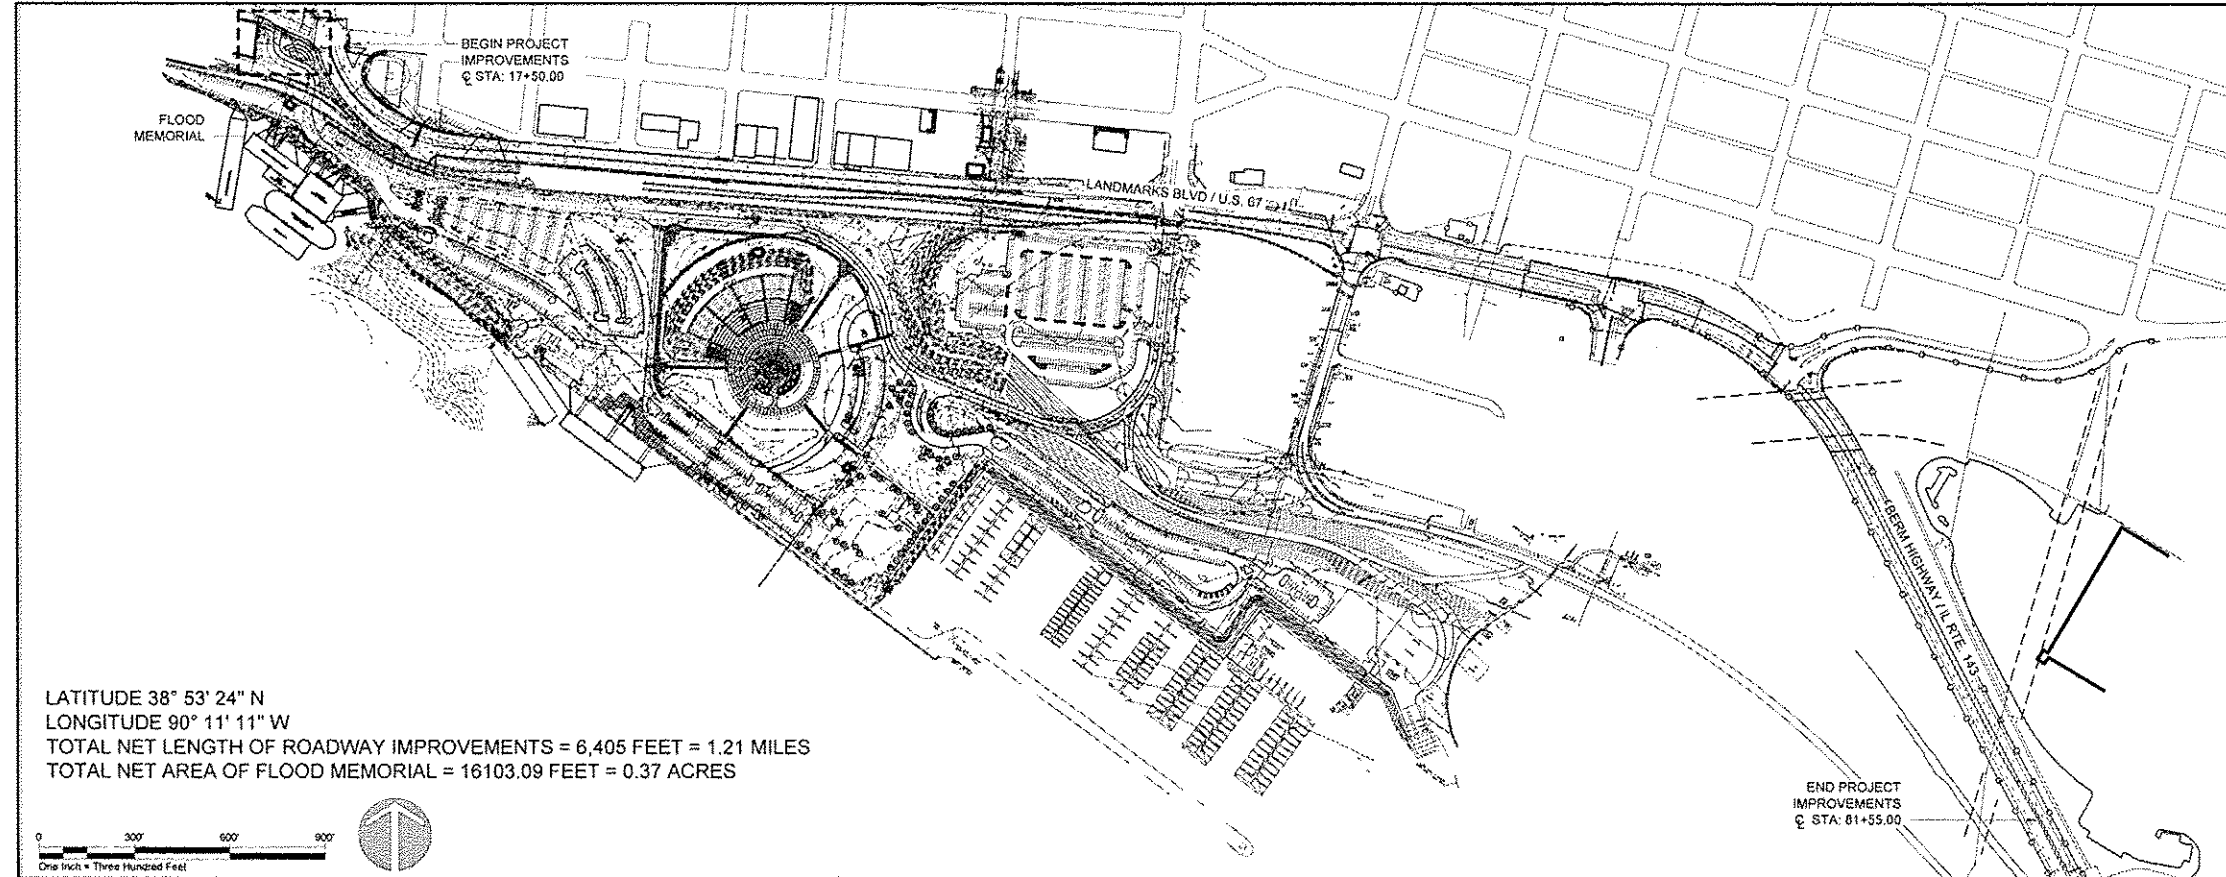 BEGIN PROJECT
IMPROVEMENTS
℄ STA: 17+50.00
FLOOD
MEMORIAL
LANDMARKS BLVD / U.S. 67
BERM HIGHWAY / IL RTE. 143
LATITUDE 38° 53' 24" N
LONGITUDE 90° 11' 11" W
TOTAL NET LENGTH OF ROADWAY IMPROVEMENTS = 6,405 FEET = 1.21 MILES
TOTAL NET AREA OF FLOOD MEMORIAL = 16103.09 FEET = 0.37 ACRES
END PROJECT
IMPROVEMENTS
℄ STA: 81+55.00
0 300' 600' 900'
One Inch = Three Hundred Feet